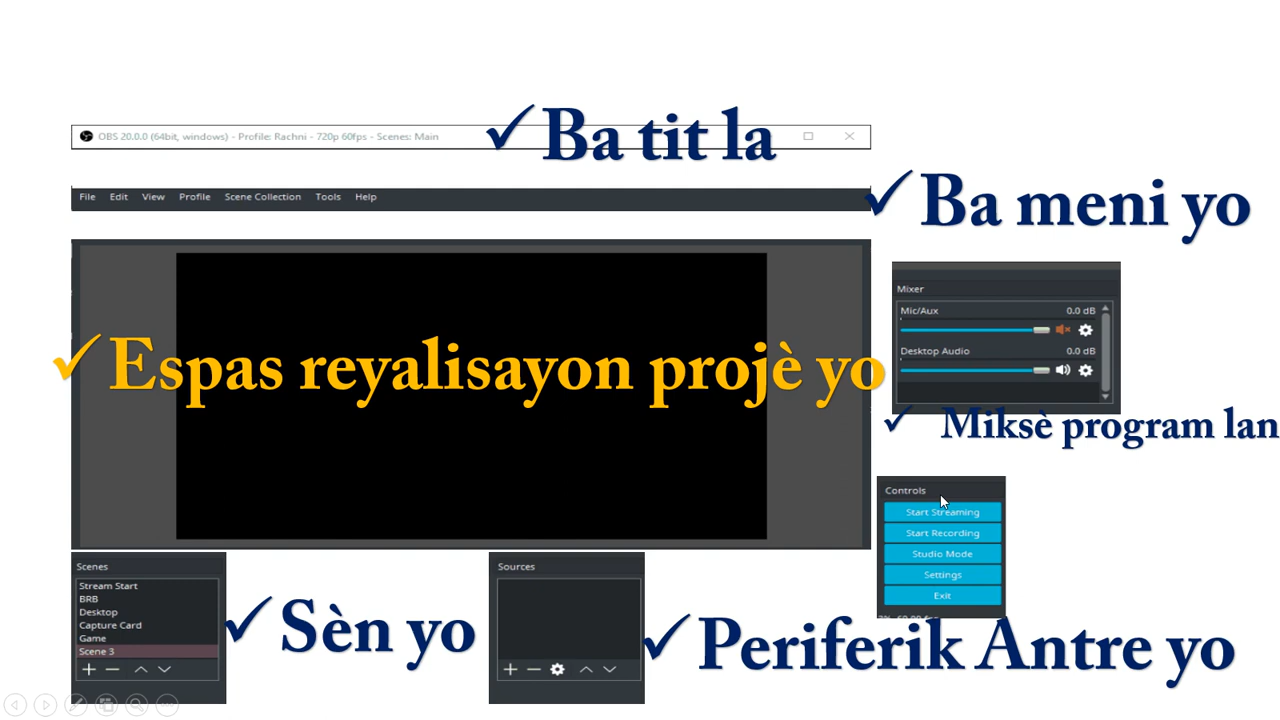 OBS 20.0.0 (64bit, windows) - Profile: Rachni - 720p 60fps - Scenes: Main
✓ Ba tit la
File Edit View Profile Scene Collection Tools Help
✓ Ba meni yo
Mixer
Mic/Aux 0.0 dB
Desktop Audio 0.0 dB
✓ Espas reyalisayon projè yo
✓ Miksè program lan
Controls
Start Streaming
Start Recording
Studio Mode
Settings
Exit
Scenes
Stream Start
BRB
Desktop
Capture Card
Game
Scene 3
✓ Sèn yo
Sources
✓ Periferik Antre yo